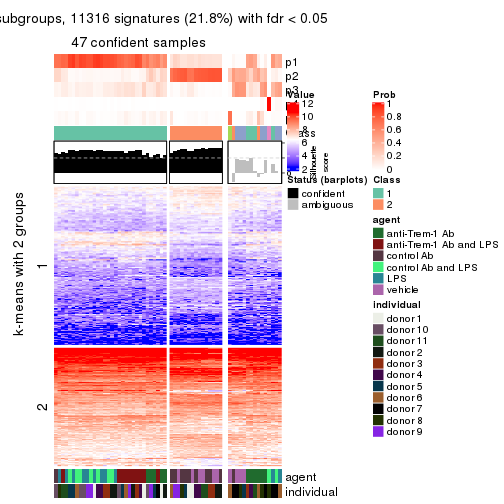 subgroups, 11316 signatures (21.8%) with fdr < 0.05
47 confident samples
p1
p2
p3
Value
12
10
8
6
4
2
Silhouette
score
Prob
1
0.8
0.6
0.4
0.2
0
Status (barplots)
confident
ambiguous
Class
1
2
agent
anti-Trem-1 Ab
anti-Trem-1 Ab and LPS
control Ab
control Ab and LPS
LPS
vehicle
individual
donor 1
donor 10
donor 11
donor 2
donor 3
donor 4
donor 5
donor 6
donor 7
donor 8
donor 9
k-means with 2 groups
1
2
agent
individual